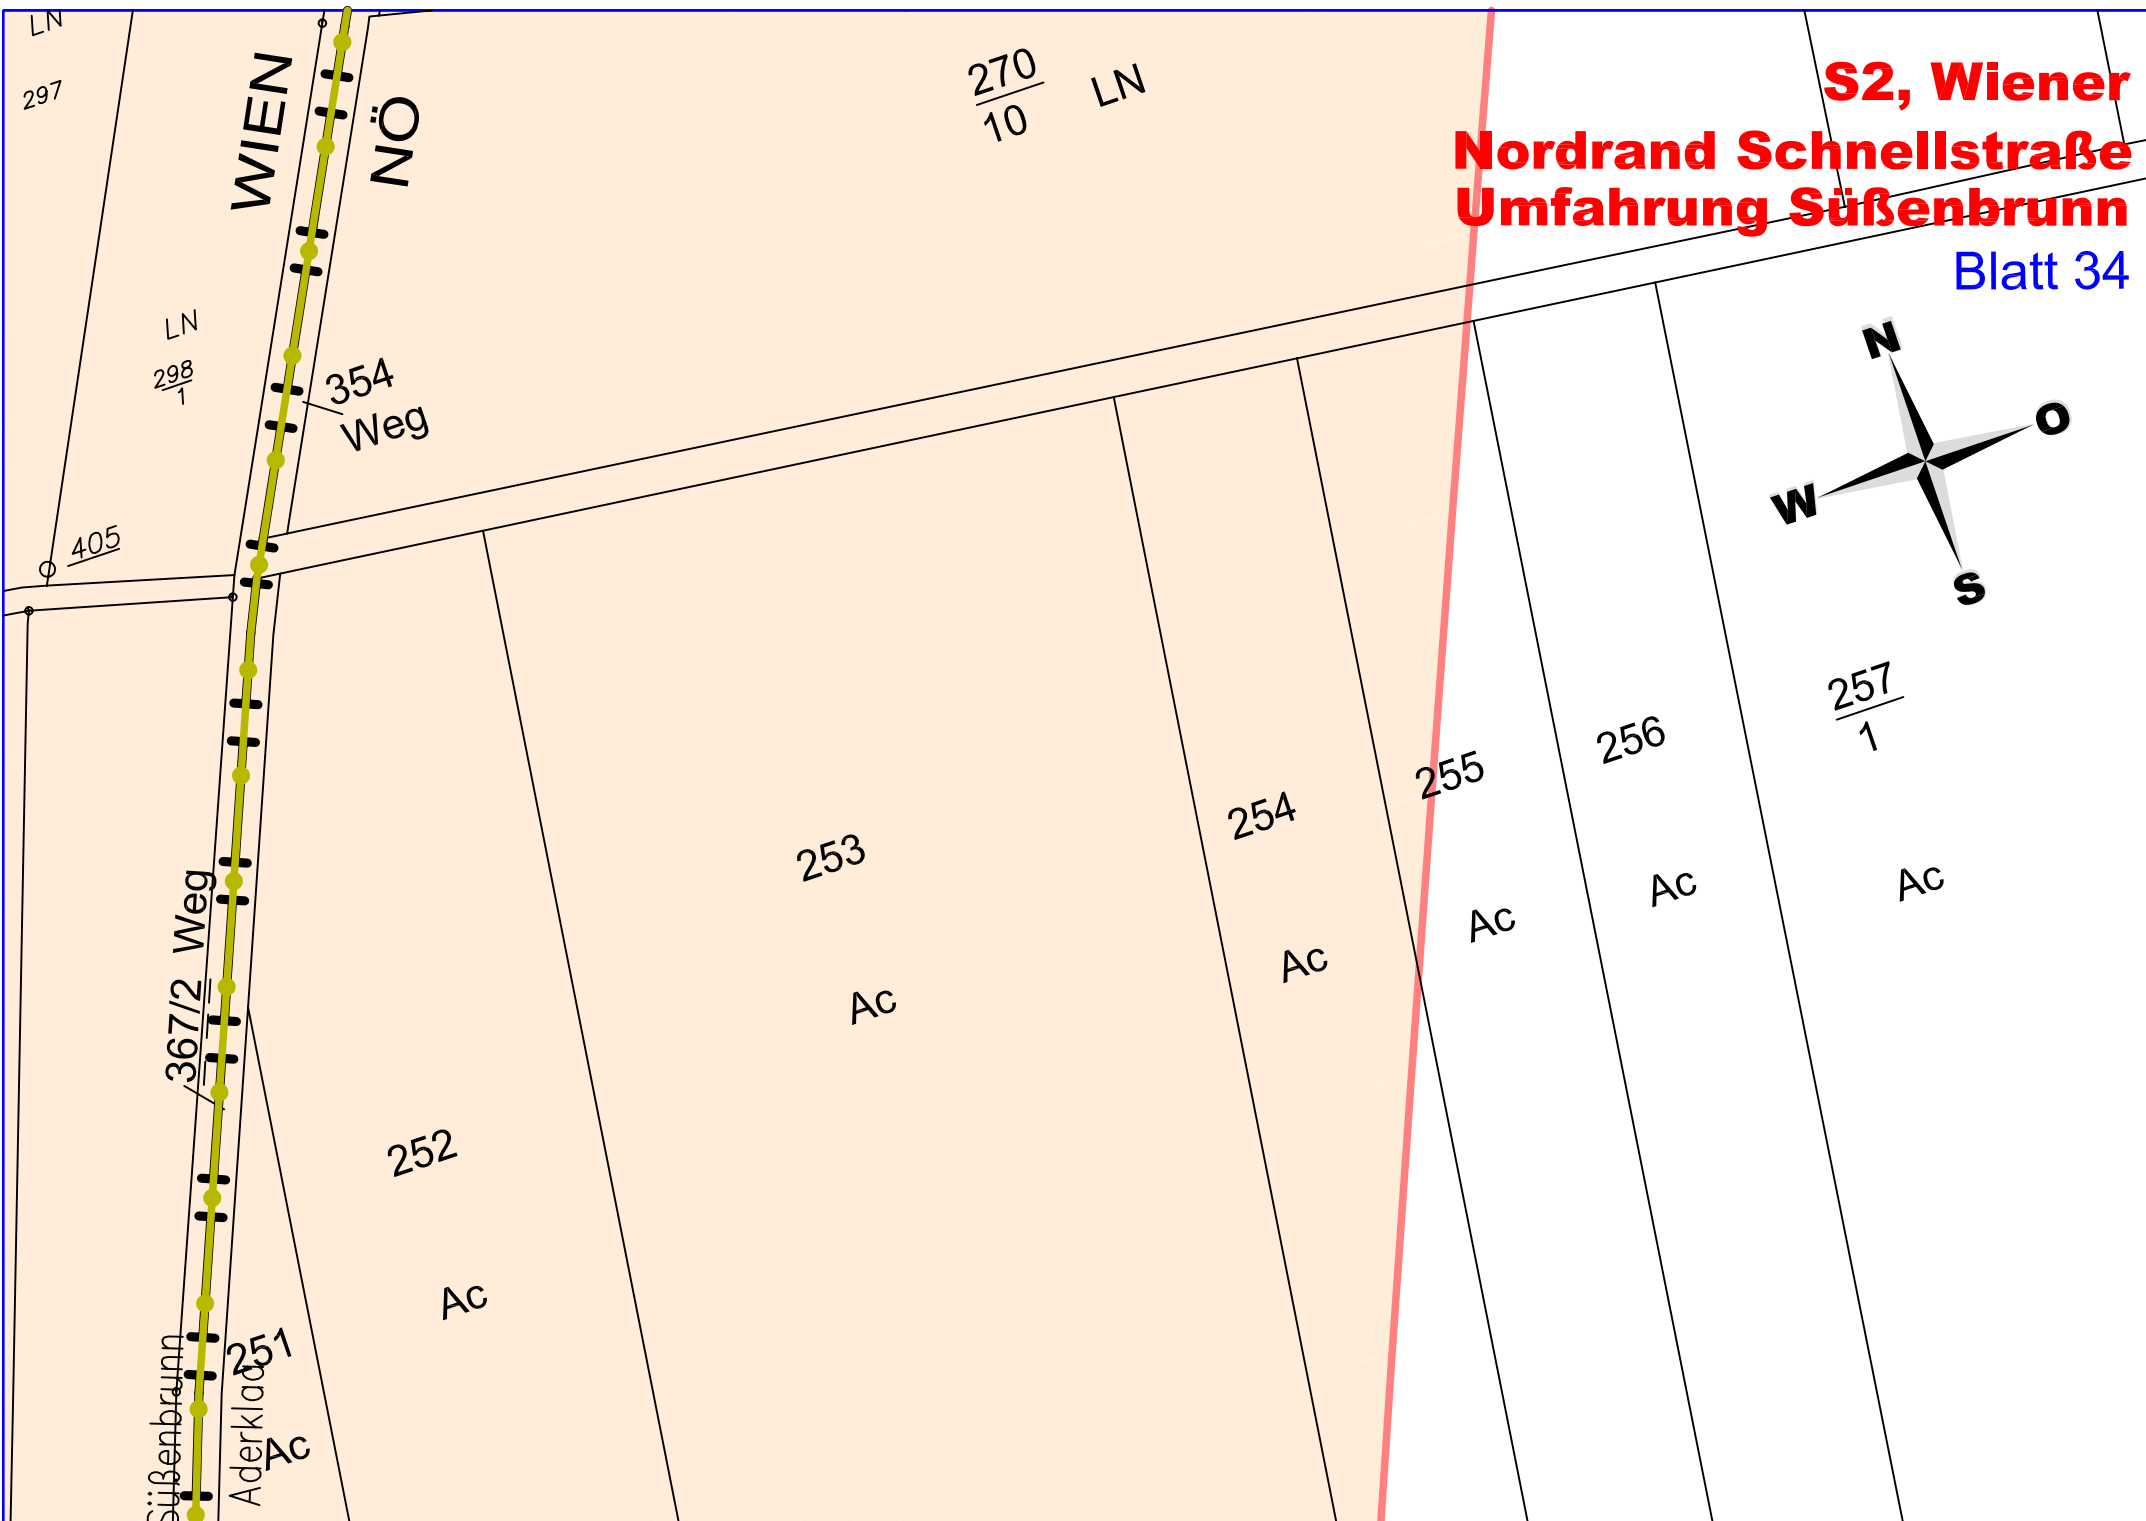 LN
297
WIEN
NÖ
270
10
LN
S2, Wiener
Nordrand Schnellstraße
Umfahrung Süßenbrunn
Blatt 34
N
O
W
S
LN
298
1
354
Weg
405
257
1
256
255
254
253
Ac
Ac
Ac
Ac
Ac
367/2 Weg
252
Ac
251
Ac
Süßenbrunn
Aderklaa